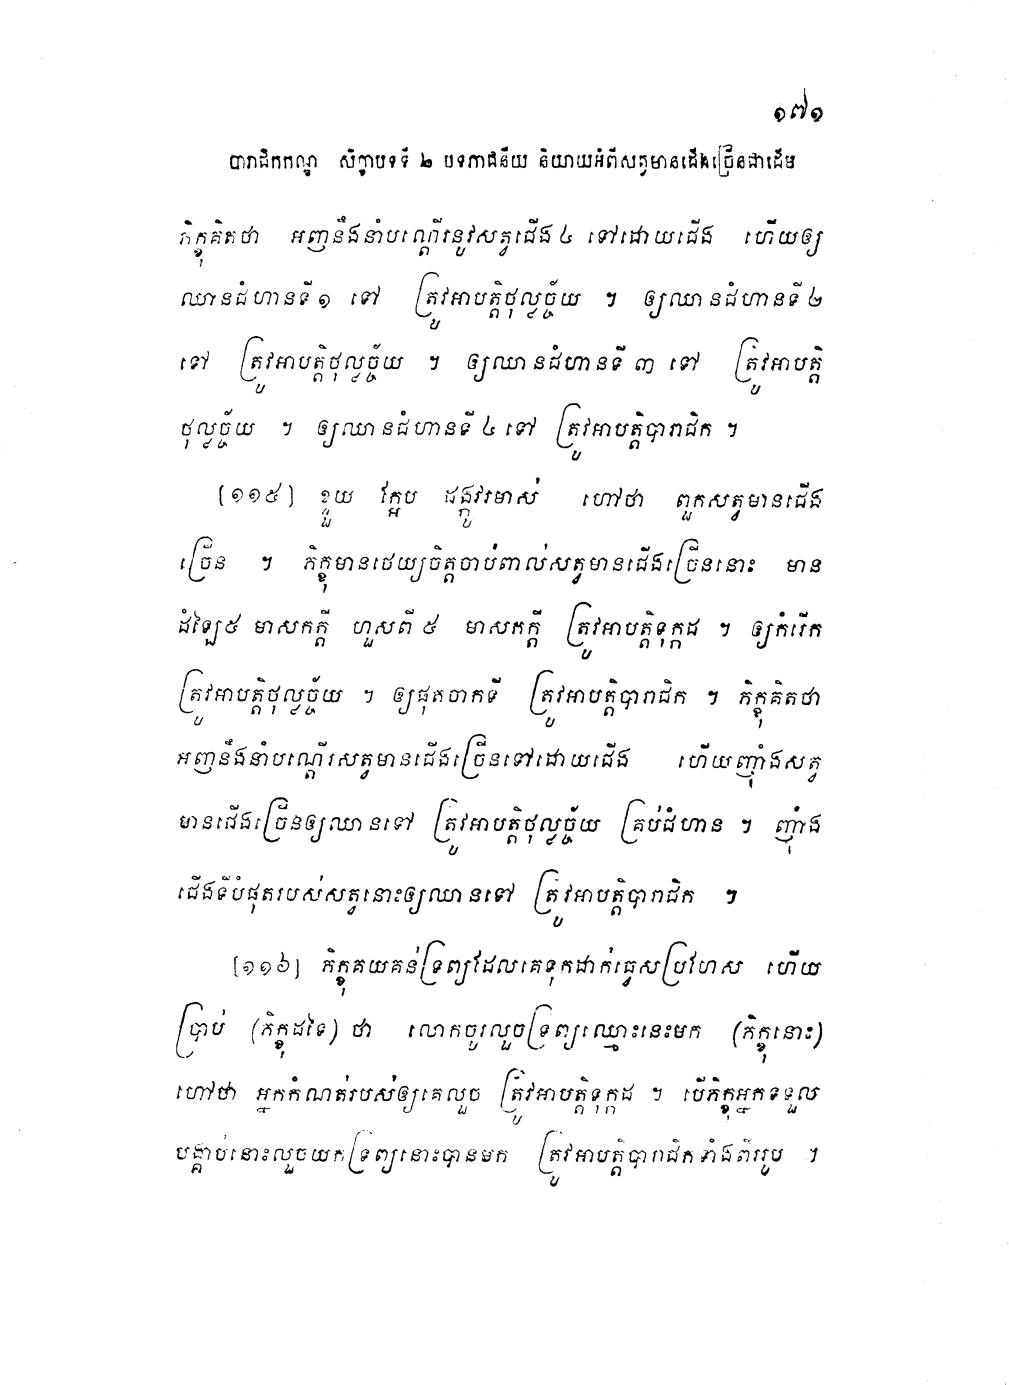 ១៧១
បារាជិកកណ្ឌ សិក្ខាបទទី ២ បទភាជនីយ និយាយអំពីសត្វមានជើងច្រើនជាដើម
ភិក្ខុគិតថា អញនឹងនាំបណ្តើរនូវសត្វជើង ៤ ទៅដោយជើង ហើយឲ្យ
ឈានជំហានទី ១ ទៅ ត្រូវអាបត្តិថុល្លច្ច័យ ។ ឲ្យឈានជំហានទី ២
ទៅ ត្រូវអាបត្តិថុល្លច្ច័យ ។ ឲ្យឈានជំហានទី ៣ ទៅ ត្រូវអាបត្តិ
ថុល្លច្ច័យ ។ ឲ្យឈានជំហានទី ៤ ទៅ ត្រូវអាបត្តិបារាជិក ។
[១១៥] ខ្ទួយ ក្អែប ដង្កូវរមាស់ ហៅថា ពួកសត្វមានជើង
ច្រើន ។ ភិក្ខុមានថេយ្យចិត្តចាប់ពាល់សត្វមានជើងច្រើននោះ មាន
ដំឡៃ ៥ មាសកក្តី ហួសពី ៥ មាសកក្តី ត្រូវអាបត្តិទុក្កដ ។ ឲ្យកំរើក
ត្រូវអាបត្តិថុល្លច្ច័យ ។ ឲ្យផុតចាកទី ត្រូវអាបត្តិបារាជិក ។ ភិក្ខុគិតថា
អញនឹងនាំបណ្តើរសត្វមានជើងច្រើនទៅដោយជើង ហើយញ៉ាំងសត្វ
មានជើងច្រើនឲ្យឈានទៅ ត្រូវអាបត្តិថុល្លច្ច័យ គ្រប់ជំហាន ។ ញ៉ាំង
ជើងទីបំផុតរបស់សត្វនោះឲ្យឈានទៅ ត្រូវអាបត្តិបារាជិក ។
[១១៦] ភិក្ខុគយគន់ទ្រព្យដែលគេទុកដាក់ធ្វេសប្រហែស ហើយ
ប្រាប់ (ភិក្ខុដទៃ) ថា លោកចូរលួចទ្រព្យឈ្មោះនេះមក (ភិក្ខុនោះ)
ហៅថា អ្នកកំណត់របស់ឲ្យគេលួច ត្រូវអាបត្តិទុក្កដ ។ បើភិក្ខុអ្នកទទួល
បង្គាប់នោះលួចយកទ្រព្យនោះបានមក ត្រូវអាបត្តិបារាជិកទាំងពីររូប ។